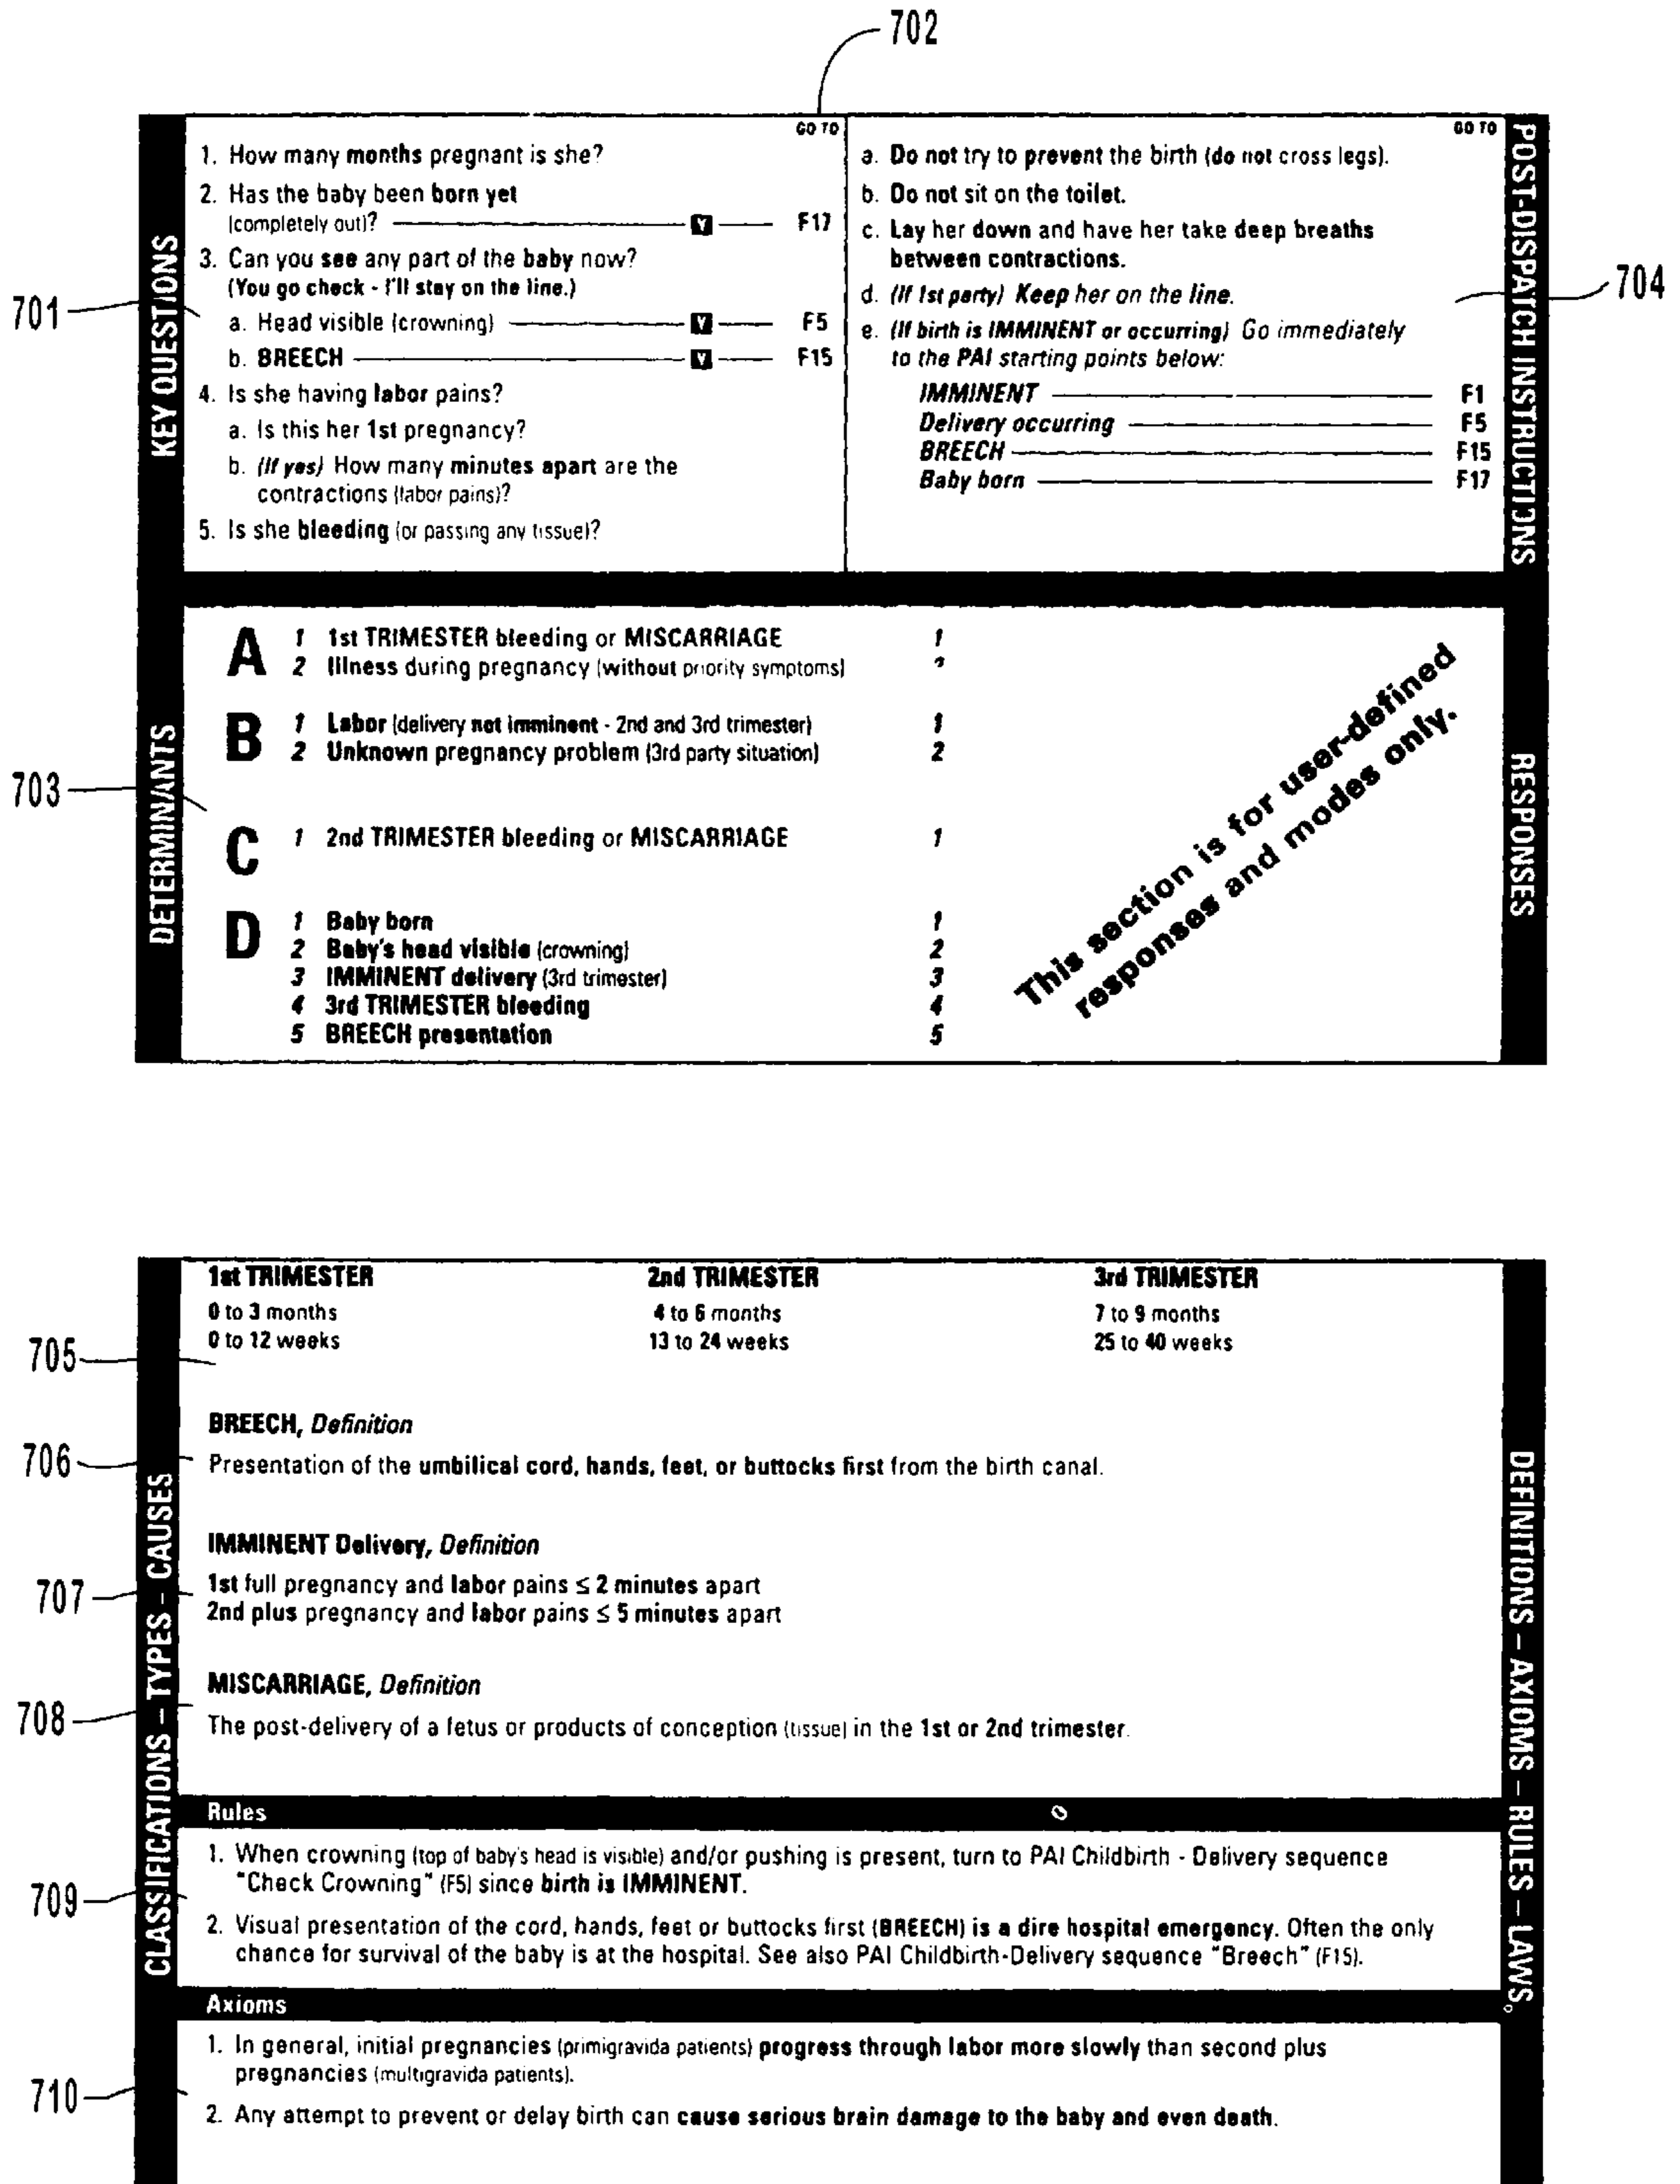 702
GO TO
1. How many months pregnant is she?
2. Has the baby been born yet
(completely out)? Y F17
3. Can you see any part of the baby now?
(You go check - I'll stay on the line.)
a. Head visible (crowning) Y F5
b. BREECH Y F15
4. Is she having labor pains?
a. Is this her 1st pregnancy?
b. (If yes) How many minutes apart are the
contractions (labor pains)?
5. Is she bleeding (or passing any tissue)?
KEY QUESTIONS
701
GO TO
a. Do not try to prevent the birth (do not cross legs).
b. Do not sit on the toilet.
c. Lay her down and have her take deep breaths
between contractions.
d. (If 1st party) Keep her on the line.
e. (If birth is IMMINENT or occurring) Go immediately
to the PAI starting points below:
IMMINENT F1
Delivery occurring F5
BREECH F15
Baby born F17
POST-DISPATCH INSTRUCTIONS
704
DETERMINANTS
703
A 1 1st TRIMESTER bleeding or MISCARRIAGE 1
2 Illness during pregnancy (without priority symptoms)
B 1 Labor (delivery not imminent - 2nd and 3rd trimester) 1
2 Unknown pregnancy problem (3rd party situation) 2
C 1 2nd TRIMESTER bleeding or MISCARRIAGE 1
D 1 Baby born 1
2 Baby's head visible (crowning) 2
3 IMMINENT delivery (3rd trimester) 3
4 3rd TRIMESTER bleeding 4
5 BREECH presentation 5
This section is for user-defined
responses and modes only.
RESPONSES
1st TRIMESTER 2nd TRIMESTER 3rd TRIMESTER
0 to 3 months 4 to 6 months 7 to 9 months
0 to 12 weeks 13 to 24 weeks 25 to 40 weeks
705
BREECH, Definition
706
Presentation of the umbilical cord, hands, feet, or buttocks first from the birth canal.
IMMINENT Delivery, Definition
707
1st full pregnancy and labor pains ≤ 2 minutes apart
2nd plus pregnancy and labor pains ≤ 5 minutes apart
MISCARRIAGE, Definition
708
The post-delivery of a fetus or products of conception (tissue) in the 1st or 2nd trimester.
CLASSIFICATIONS – TYPES – CAUSES
DEFINITIONS – AXIOMS – RULES – LAWS
Rules
1. When crowning (top of baby's head is visible) and/or pushing is present, turn to PAI Childbirth - Delivery sequence
"Check Crowning" (F5) since birth is IMMINENT.
709
2. Visual presentation of the cord, hands, feet or buttocks first (BREECH) is a dire hospital emergency. Often the only
chance for survival of the baby is at the hospital. See also PAI Childbirth-Delivery sequence "Breech" (F15).
Axioms
1. In general, initial pregnancies (primigravida patients) progress through labor more slowly than second plus
pregnancies (multigravida patients).
710
2. Any attempt to prevent or delay birth can cause serious brain damage to the baby and even death.